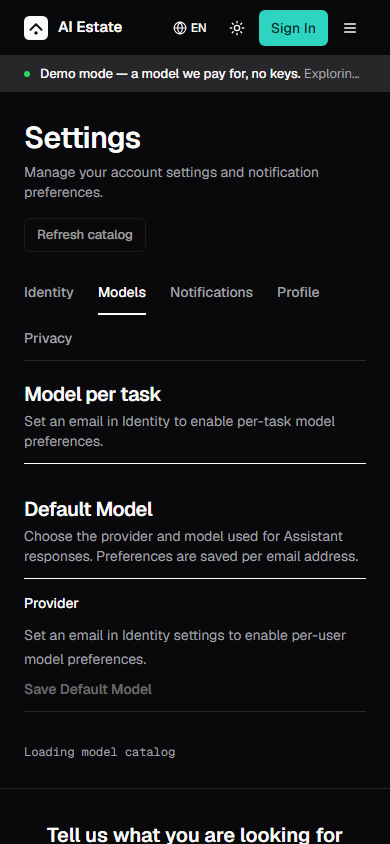 AI Estate
EN
Sign In
Demo mode — a model we pay for, no keys. Explorin...
Settings
Manage your account settings and notification
preferences.
Refresh catalog
Identity
Models
Notifications
Profile
Privacy
Model per task
Set an email in Identity to enable per-task model
preferences.
Default Model
Choose the provider and model used for Assistant
responses. Preferences are saved per email address.
Provider
Set an email in Identity settings to enable per-user
model preferences.
Save Default Model
Loading model catalog
Tell us what you are looking for